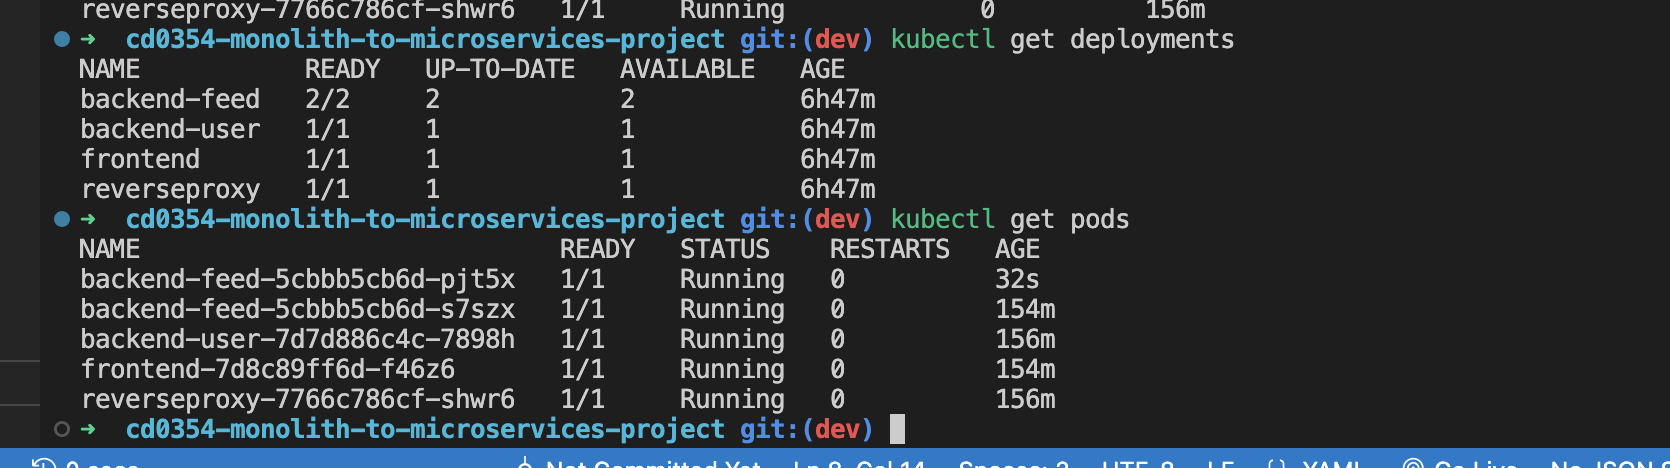 reverseproxy-7766c786cf-shwr6   1/1     Running             0          156m
➜  cd0354-monolith-to-microservices-project git:(dev) kubectl get deployments
NAME           READY   UP-TO-DATE   AVAILABLE   AGE
backend-feed   2/2     2            2           6h47m
backend-user   1/1     1            1           6h47m
frontend       1/1     1            1           6h47m
reverseproxy   1/1     1            1           6h47m
➜  cd0354-monolith-to-microservices-project git:(dev) kubectl get pods
NAME                            READY   STATUS    RESTARTS   AGE
backend-feed-5cbbb5cb6d-pjt5x   1/1     Running   0          32s
backend-feed-5cbbb5cb6d-s7szx   1/1     Running   0          154m
backend-user-7d7d886c4c-7898h   1/1     Running   0          156m
frontend-7d8c89ff6d-f46z6       1/1     Running   0          154m
reverseproxy-7766c786cf-shwr6   1/1     Running   0          156m
➜  cd0354-monolith-to-microservices-project git:(dev)
0 secs Not Committed Yet Ln 8, Col 14 Spaces: 2 UTF-8 LF YAML Go Live No JSON